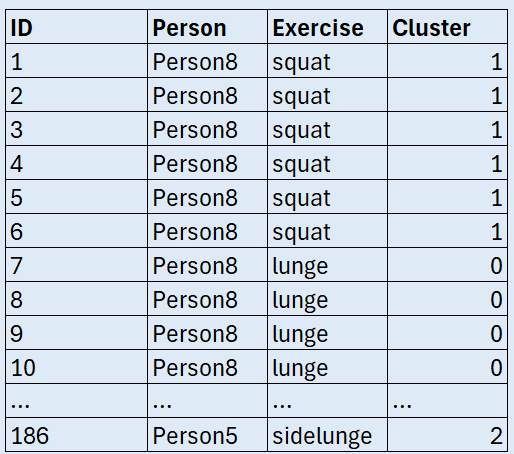 ID Person Exercise Cluster
1 Person8 squat 1
2 Person8 squat 1
3 Person8 squat 1
4 Person8 squat 1
5 Person8 squat 1
6 Person8 squat 1
7 Person8 lunge 0
8 Person8 lunge 0
9 Person8 lunge 0
10 Person8 lunge 0
... ... ... ...
186 Person5 sidelunge 2